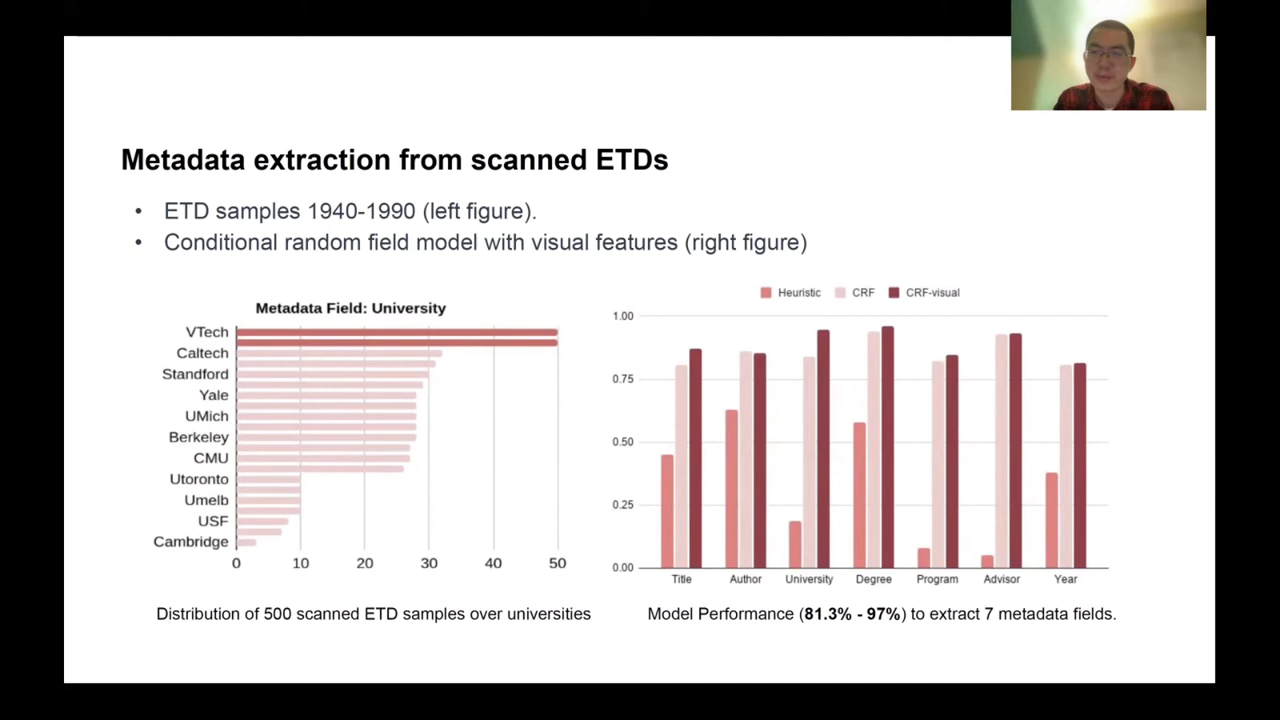 Metadata extraction from scanned ETDs
• ETD samples 1940-1990 (left figure).
• Conditional random field model with visual features (right figure)
Metadata Field: University
VTech
Caltech
Standford
Yale
UMich
Berkeley
CMU
Utoronto
Umelb
USF
Cambridge
0 10 20 30 40 50
Distribution of 500 scanned ETD samples over universities
Heuristic CRF CRF-visual
1.00
0.75
0.50
0.25
0.00
Title Author University Degree Program Advisor Year
Model Performance (81.3% - 97%) to extract 7 metadata fields.